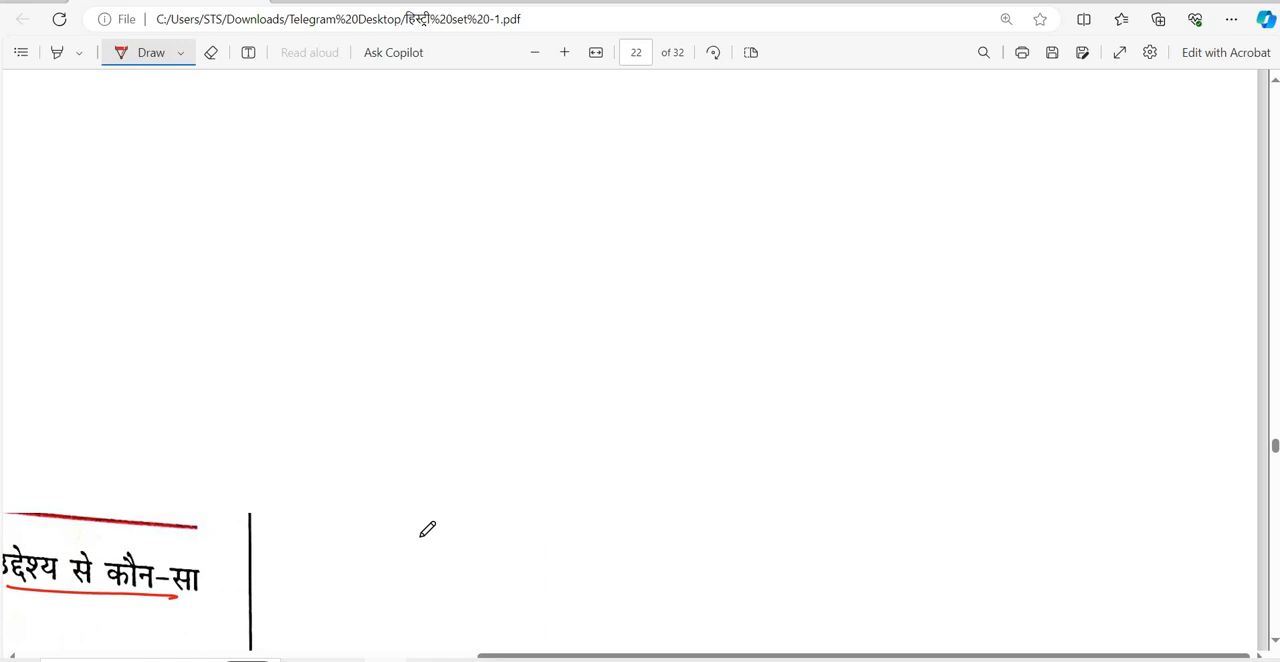 File C:/Users/STS/Downloads/Telegram%20Desktop/हिस्ट्री%20set%20-1.pdf
Draw Read aloud Ask Copilot 22 of 32 Edit with Acrobat
उद्देश्य से कौन-सा